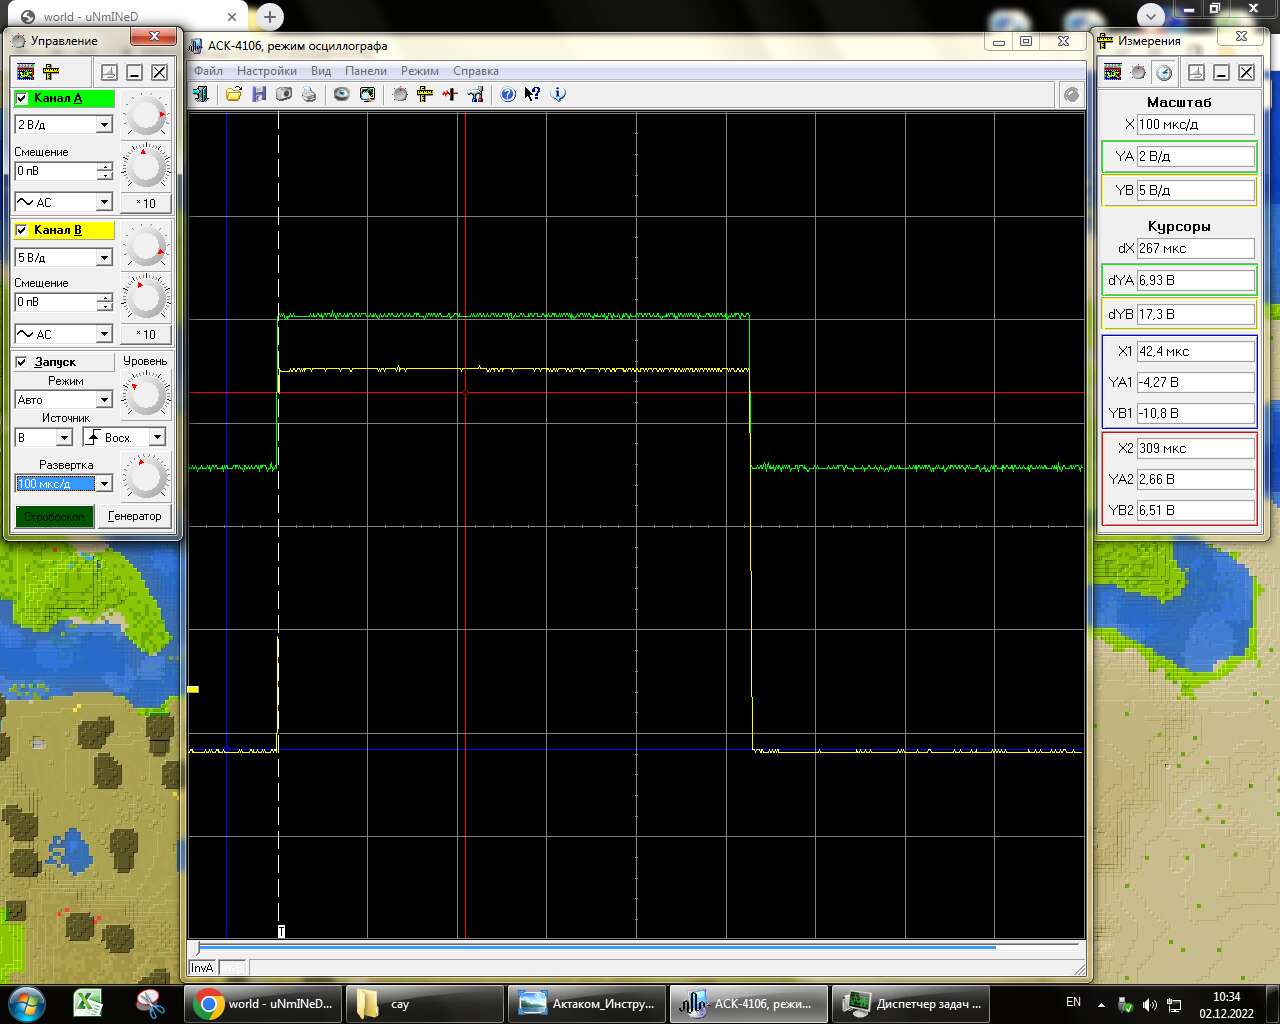 world - uNmINeD
Управление
АСК-4106, режим осциллографа
Измерения
Файл Настройки Вид Панели Режим Справка
Канал A
2 В/д
Смещение
0 пВ
AC
*10
Канал B
5 В/д
Смещение
0 пВ
AC
*10
Запуск
Уровень
Режим
Авто
Источник
B
Восх.
Развертка
100 мкс/д
Стробоскоп
Генератор
Масштаб
X 100 мкс/д
YA 2 В/д
YB 5 В/д
Курсоры
dX 267 мкс
dYA 6,93 В
dYB 17,3 В
X1 42,4 мкс
YA1 -4,27 В
YB1 -10,8 В
X2 309 мкс
YA2 2,66 В
YB2 6,51 В
T
InvA
world - uNmINeD...
сау
Актаком_Инстру...
АСК-4106, режи...
Диспетчер задач ...
EN
10:34
02.12.2022